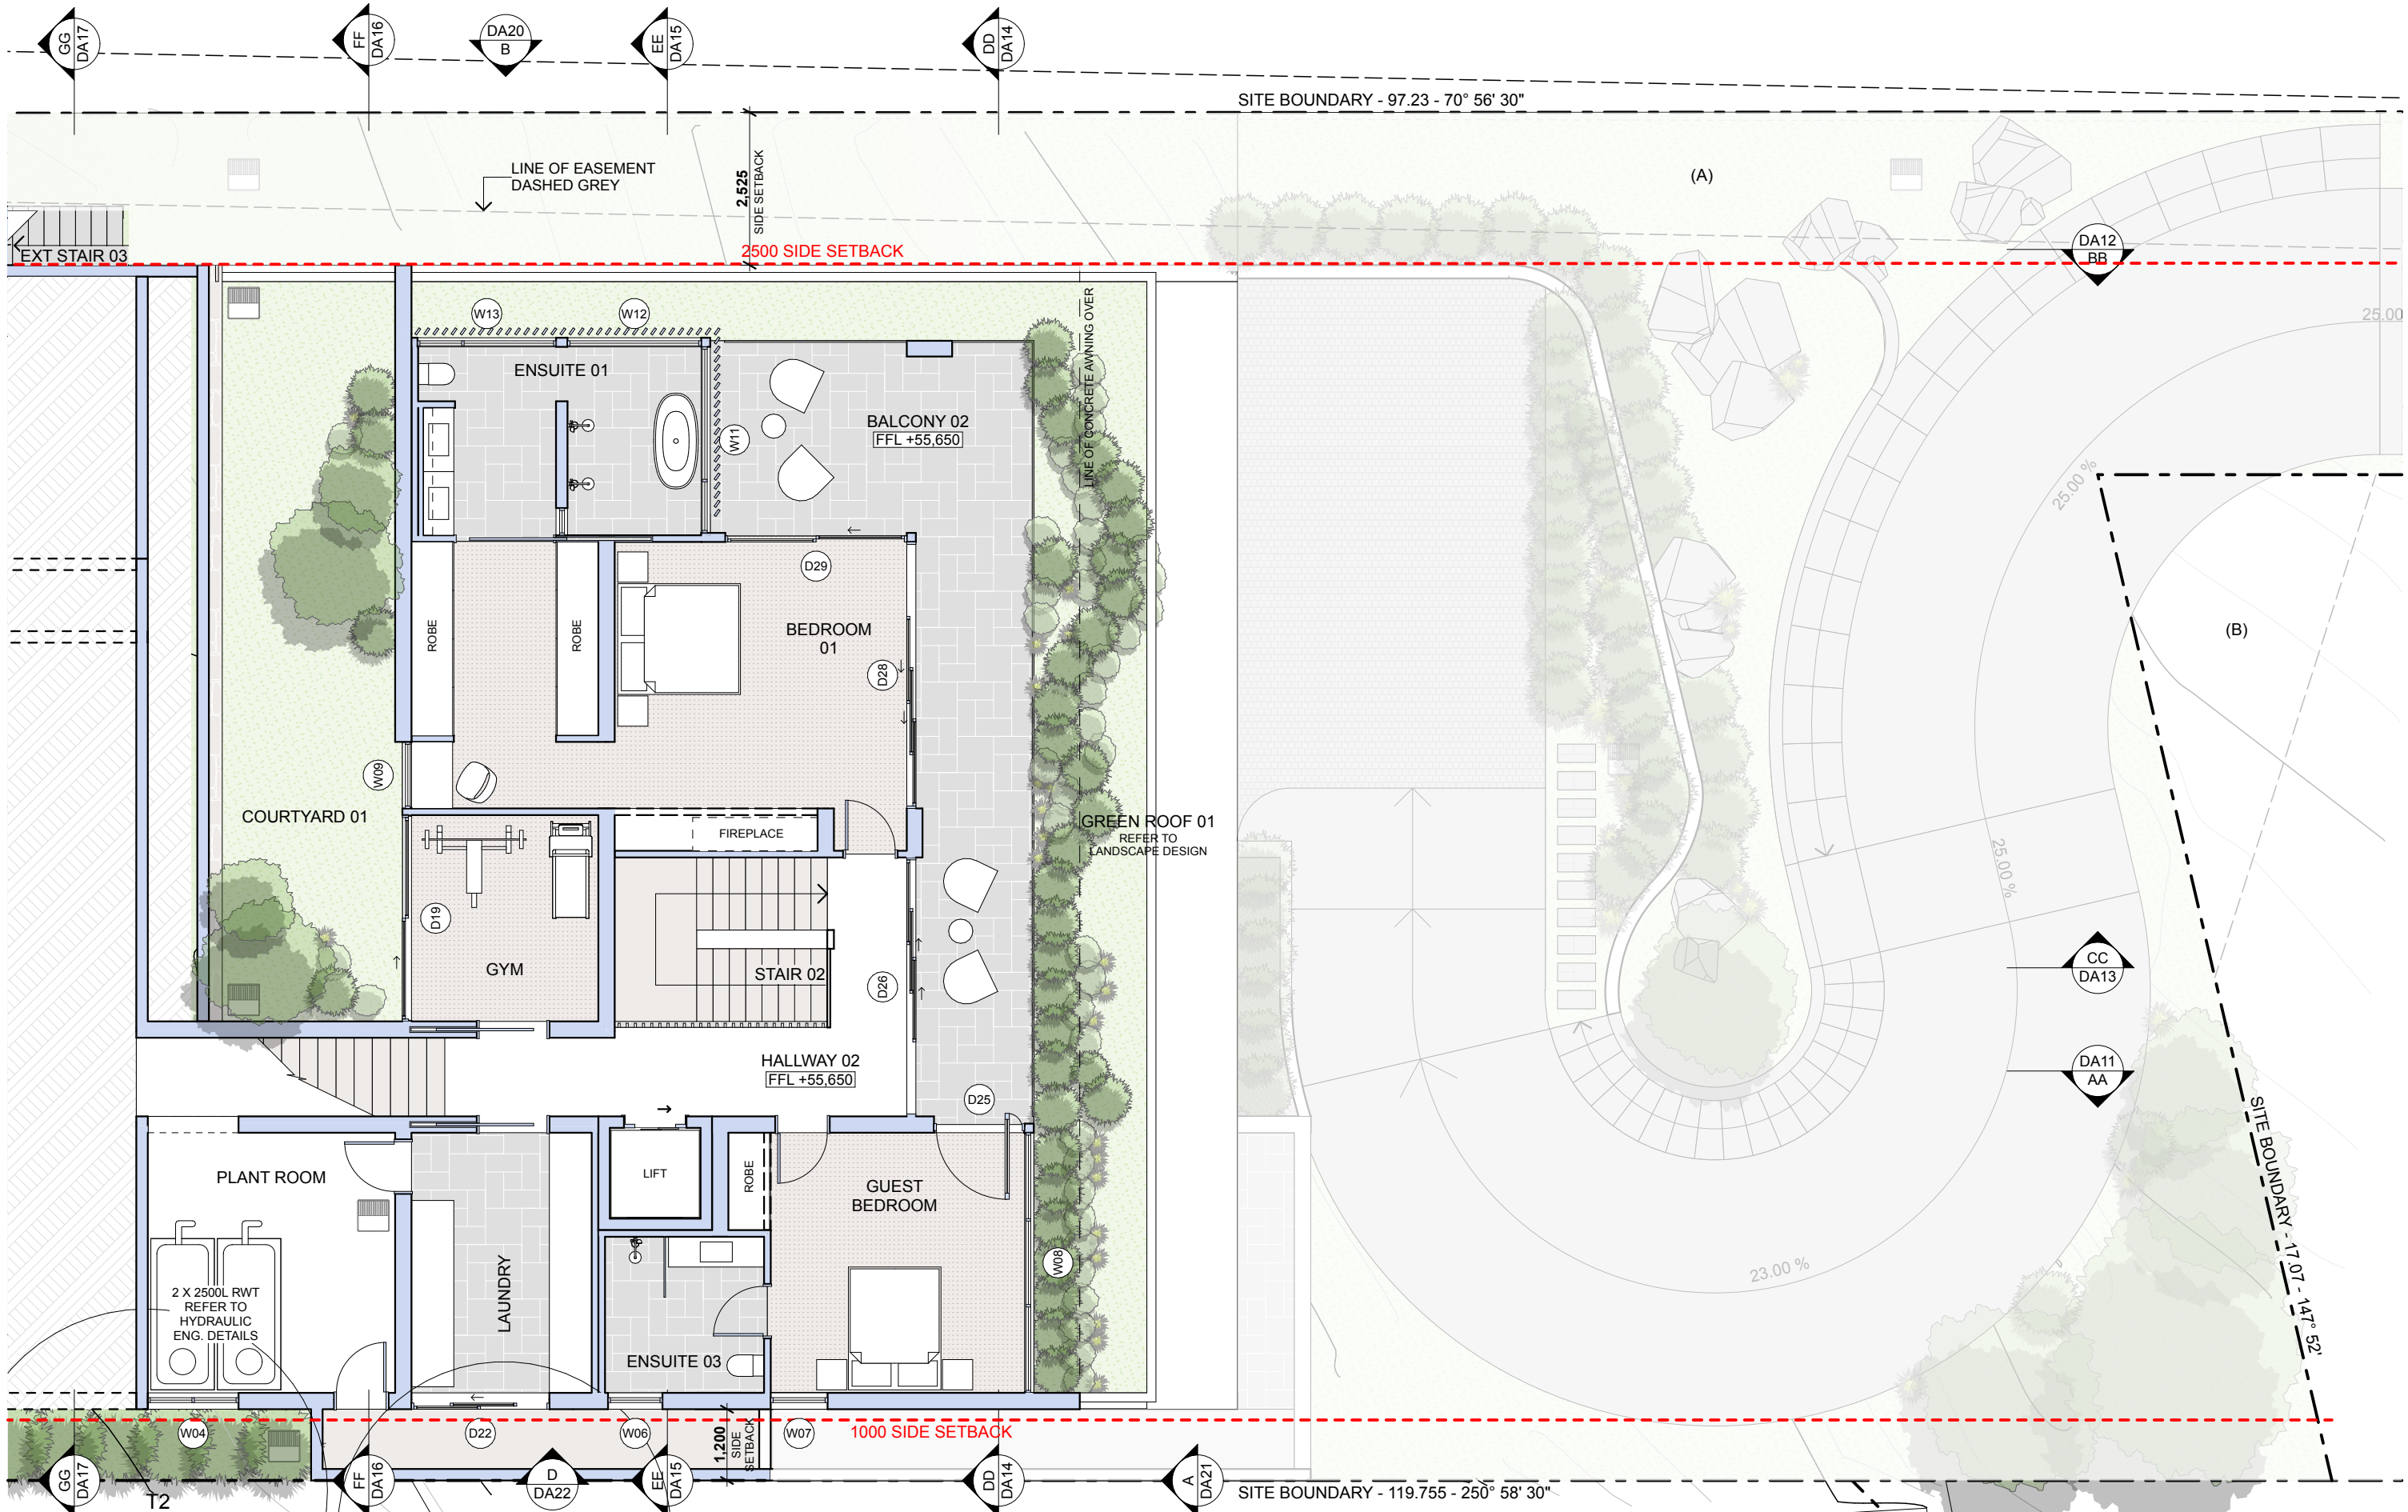 GG
DA17
FF
DA16
DA20
B
EE
DA15
DD
DA14
SITE BOUNDARY - 97.23 - 70° 56' 30"
LINE OF EASEMENT
DASHED GREY
2,525
SIDE SETBACK
(A)
EXT STAIR 03
2500 SIDE SETBACK
DA12
BB
W13
W12
LINE OF CONCRETE AWNING OVER
25.00
ENSUITE 01
W11
BALCONY 02
FFL +55,650
25.00 %
D29
ROBE
ROBE
BEDROOM
01
D28
(B)
W09
COURTYARD 01
FIREPLACE
GREEN ROOF 01
REFER TO
LANDSCAPE DESIGN
25.00 %
D19
GYM
STAIR 02
D26
CC
DA13
HALLWAY 02
FFL +55,650
D25
DA11
AA
PLANT ROOM
LIFT
ROBE
GUEST
BEDROOM
SITE BOUNDARY - 17.07 - 147° 52'
W08
23.00 %
2 X 2500L RWT
REFER TO
HYDRAULIC
ENG. DETAILS
LAUNDRY
ENSUITE 03
W04
D22
W06
1,200
SIDE
SETBACK
W07
1000 SIDE SETBACK
GG
DA17
T2
FF
DA16
D
DA22
EE
DA15
DD
DA14
A
DA21
SITE BOUNDARY - 119.755 - 250° 58' 30"